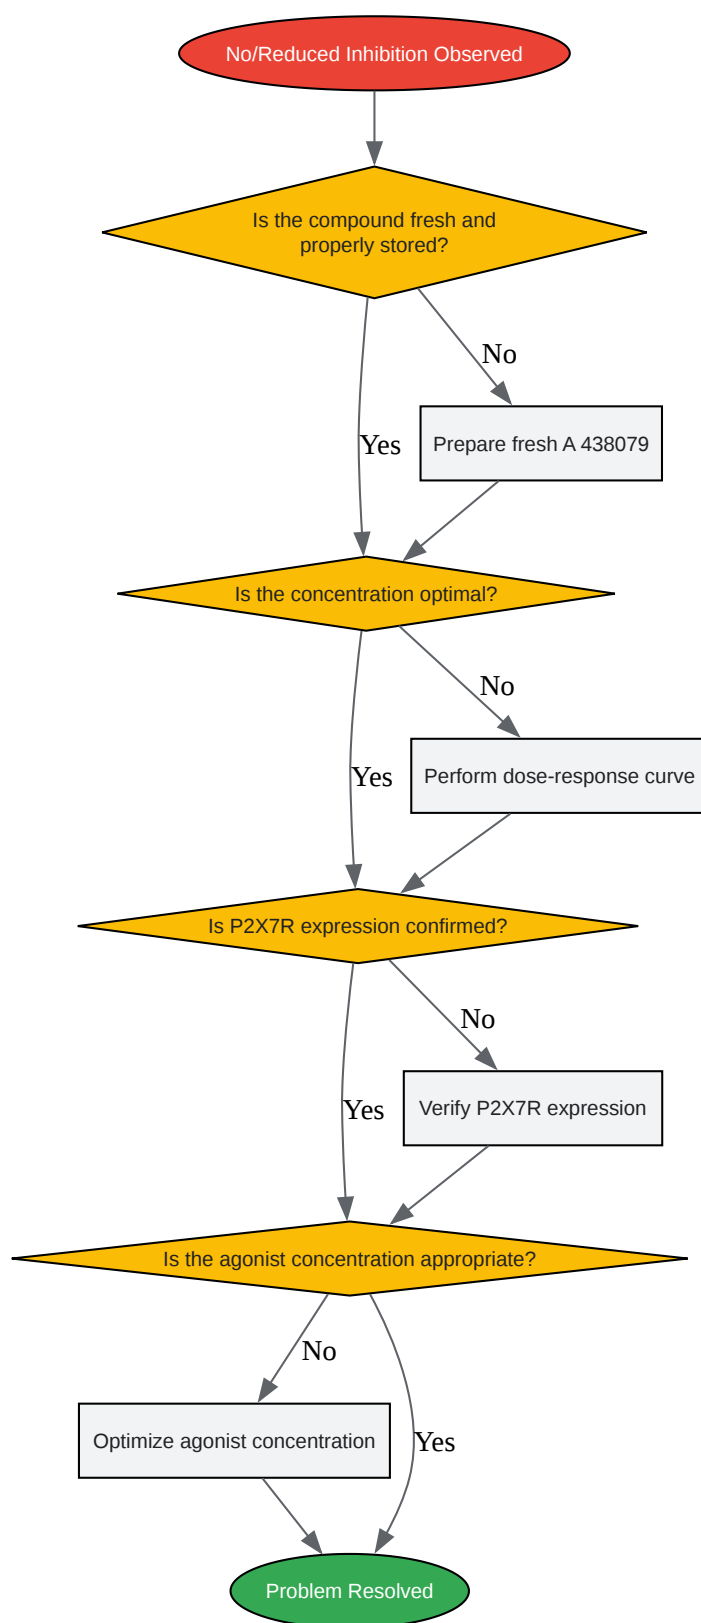 No/Reduced Inhibition Observed
Is the compound fresh and
properly stored?
No
Yes
Prepare fresh A 438079
Is the concentration optimal?
No
Yes
Perform dose-response curve
Is P2X7R expression confirmed?
No
Yes
Verify P2X7R expression
Is the agonist concentration appropriate?
No
Optimize agonist concentration
Yes
Problem Resolved